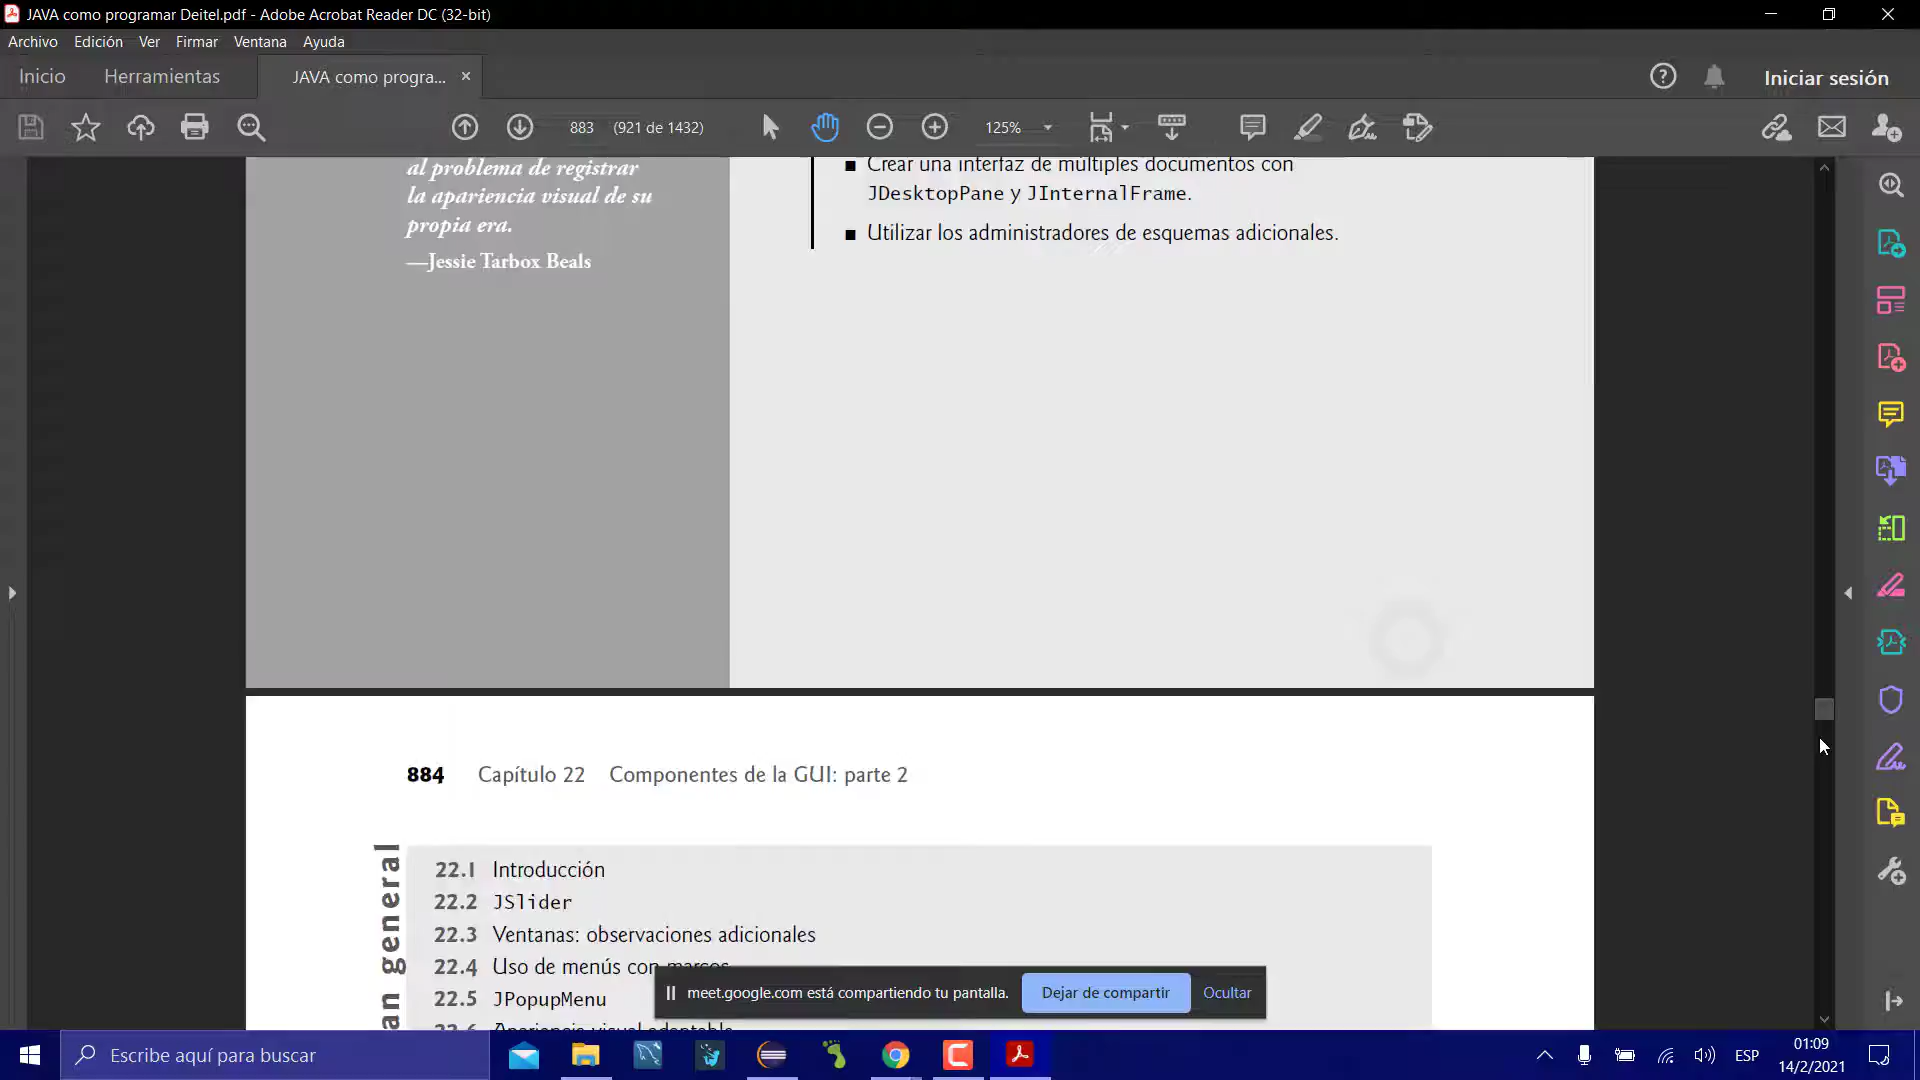 JAVA como programar Deitel.pdf - Adobe Acrobat Reader DC (32-bit)
Archivo Edición Ver Firmar Ventana Ayuda
Inicio Herramientas JAVA como progra... × Iniciar sesión
883 (921 de 1432) 125%
al problema de registrar
la apariencia visual de su
propia era.
—Jessie Tarbox Beals
■ Crear una interfaz de múltiples documentos con
JDesktopPane y JInternalFrame.
■ Utilizar los administradores de esquemas adicionales.
884 Capítulo 22 Componentes de la GUI: parte 2
an general
22.1 Introducción
22.2 JSlider
22.3 Ventanas: observaciones adicionales
22.4 Uso de menús con marcos
22.5 JPopupMenu
22.6 Apariencia visual adaptable
meet.google.com está compartiendo tu pantalla. Dejar de compartir Ocultar
Escribe aquí para buscar
ESP
01:09
14/2/2021